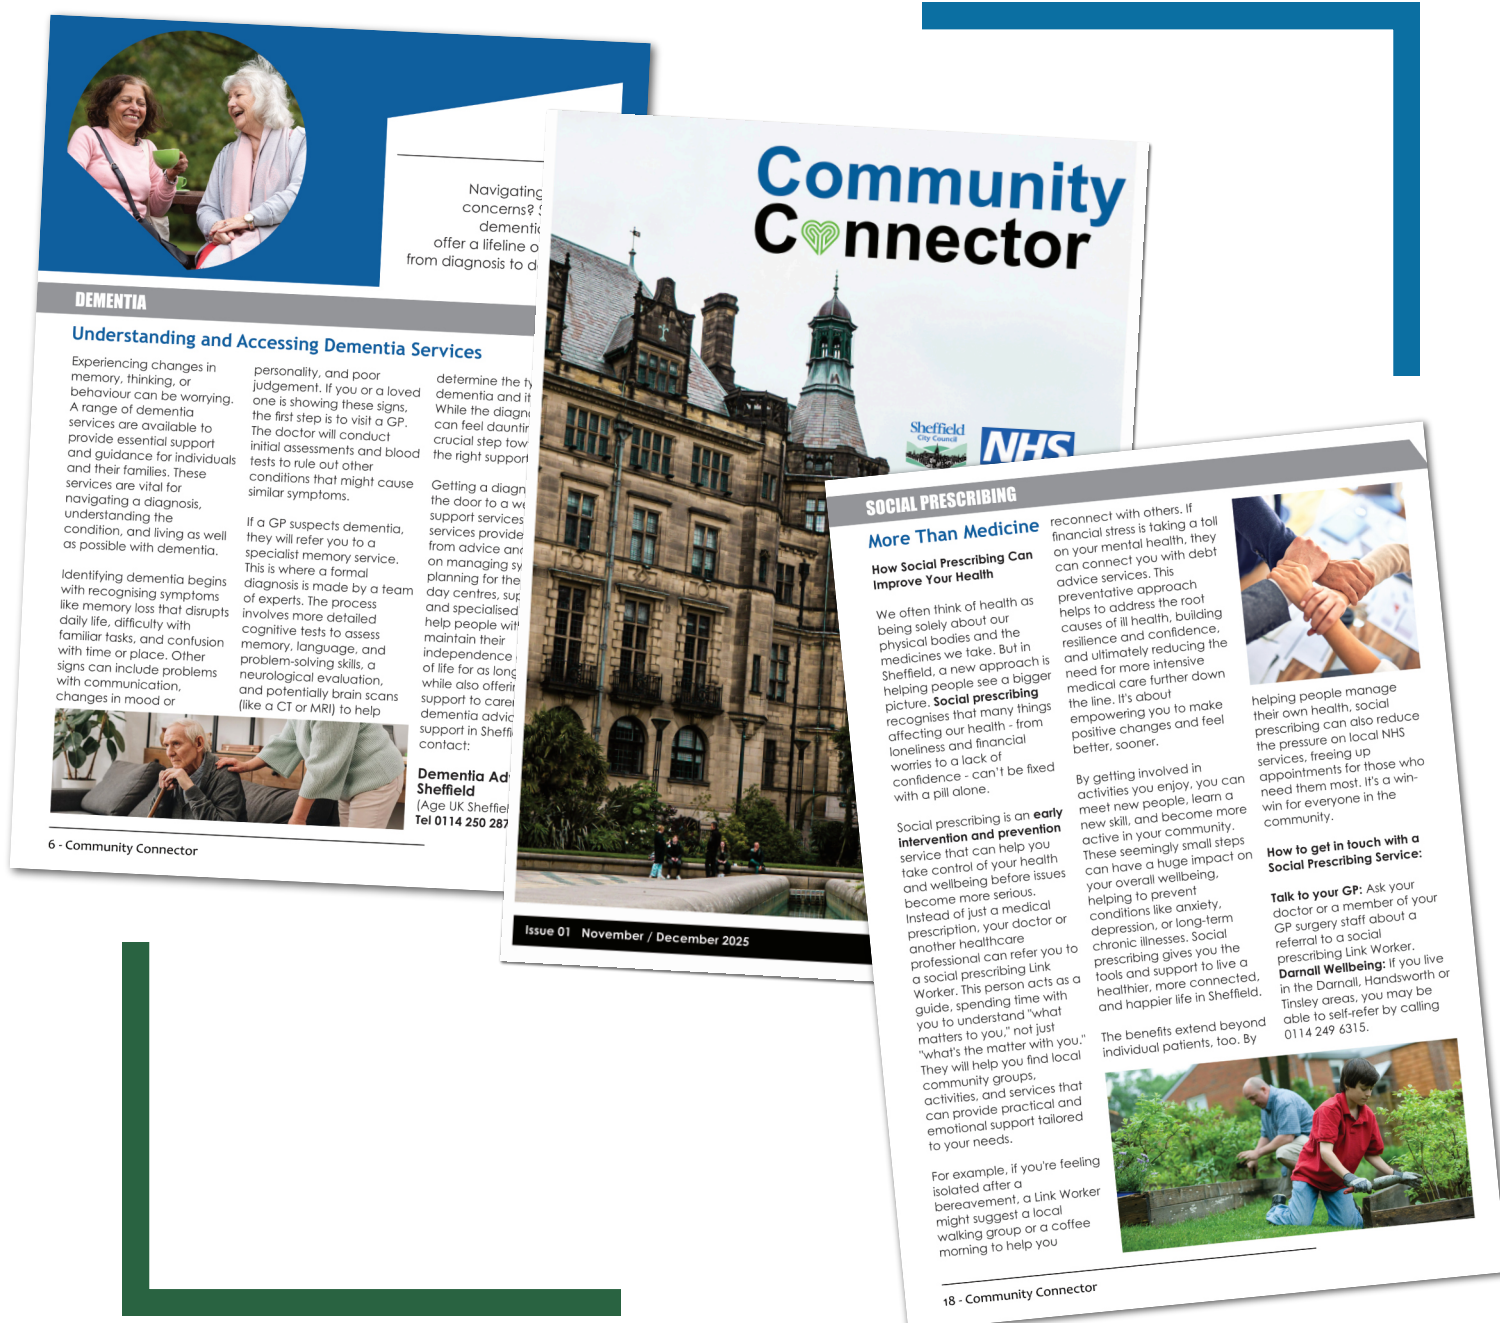 Navigating
concerns?
dementia
offer a lifeline
from diagnosis to
DEMENTIA
Understanding and Accessing Dementia Services
Experiencing changes in
memory, thinking, or
behaviour can be worrying.
A range of dementia
services are available to
provide essential support
and guidance for individuals
and their families. These
services are vital for
navigating a diagnosis,
understanding the
condition, and living as well
as possible with dementia.
Identifying dementia begins
with recognising symptoms
like memory loss that disrupts
daily life, difficulty with
familiar tasks, and confusion
with time or place. Other
signs can include problems
with communication,
changes in mood or
personality, and poor
judgement. If you or a loved
one is showing these signs,
the first step is to visit a GP.
The doctor will conduct
initial assessments and blood
tests to rule out other
conditions that might cause
similar symptoms.
If a GP suspects dementia,
they will refer you to a
specialist memory service.
This is where a formal
diagnosis is made by a team
of experts. The process
involves more detailed
cognitive tests to assess
memory, language, and
problem-solving skills, a
neurological evaluation,
and potentially brain scans
(like a CT or MRI) to help
determine the
dementia and
While the
can feel
crucial step
the right support
Getting a
the door to a
support services
services provide
from advice
on managing
planning for the
day centres,
and specialised
help people
maintain their
independence
of life for as long
while also
support to
dementia
support in
contact:
Dementia
Sheffield
(Age UK
Tel 0114 250 287
6 - Community Connector
Community
Connector
Sheffield
City Council
NHS
Issue 01 November / December 2025
SOCIAL PRESCRIBING
More Than Medicine
How Social Prescribing Can
Improve Your Health
We often think of health as
being solely about our
physical bodies and the
medicines we take. But in
Sheffield, a new approach is
helping people see a bigger
picture. Social prescribing
recognises that many things
affecting our health - from
loneliness and financial
worries to a lack of
confidence - can't be fixed
with a pill alone.
Social prescribing is an early
intervention and prevention
service that can help you
take control of your health
and wellbeing before issues
become more serious.
Instead of just a medical
prescription, your doctor or
another healthcare
professional can refer you to
a social prescribing Link
Worker. This person acts as a
guide, spending time with
you to understand "what
matters to you," not just
"what's the matter with you."
They will help you find local
community groups,
activities, and services that
can provide practical and
emotional support tailored
to your needs.
For example, if you're feeling
isolated after a
bereavement, a Link Worker
might suggest a local
walking group or a coffee
morning to help you
reconnect with others. If
financial stress is taking a toll
on your mental health, they
can connect you with debt
advice services. This
preventative approach
helps to address the root
causes of ill health, building
resilience and confidence,
and ultimately reducing the
need for more intensive
medical care further down
the line. It's about
empowering you to make
positive changes and feel
better, sooner.
By getting involved in
activities you enjoy, you can
meet new people, learn a
new skill, and become more
active in your community.
These seemingly small steps
can have a huge impact on
your overall wellbeing,
helping to prevent
conditions like anxiety,
depression, or long-term
chronic illnesses. Social
prescribing gives you the
tools and support to live a
healthier, more connected,
and happier life in Sheffield.
The benefits extend beyond
individual patients, too. By
helping people manage
their own health, social
prescribing can also reduce
the pressure on local NHS
services, freeing up
appointments for those who
need them most. It's a win-
win for everyone in the
community.
How to get in touch with a
Social Prescribing Service:
Talk to your GP: Ask your
doctor or a member of your
GP surgery staff about a
referral to a social
prescribing Link Worker.
Darnall Wellbeing: If you live
in the Darnall, Handsworth or
Tinsley areas, you may be
able to self-refer by calling
0114 249 6315.
18 - Community Connector